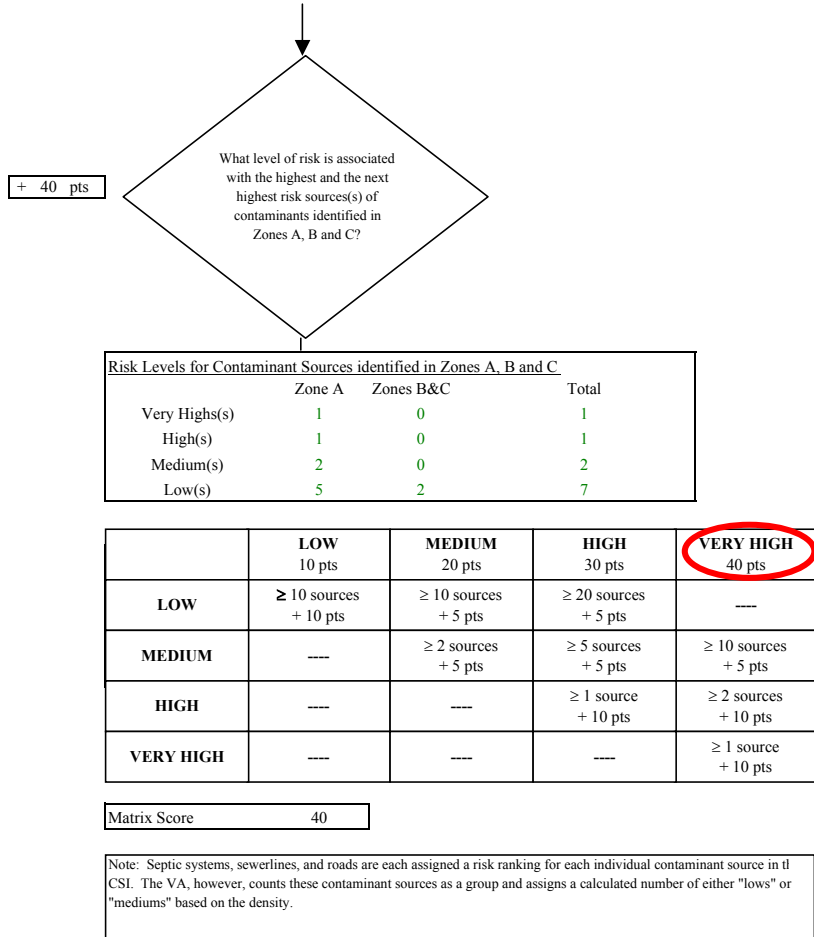 What level of risk is associated
with the highest and the next
highest risk sources(s) of
contaminants identified in
Zones A, B and C?
+ 40 pts
Risk Levels for Contaminant Sources identified in Zones A, B and C
Zone A Zones B&C Total
Very Highs(s) 1 0 1
High(s) 1 0 1
Medium(s) 2 0 2
Low(s) 5 2 7
LOW MEDIUM HIGH VERY HIGH
10 pts 20 pts 30 pts 40 pts
LOW ≥ 10 sources + 10 pts ≥ 10 sources + 5 pts ≥ 20 sources + 5 pts ----
MEDIUM ---- ≥ 2 sources + 5 pts ≥ 5 sources + 5 pts ≥ 10 sources + 5 pts
HIGH ---- ---- ≥ 1 source + 10 pts ≥ 2 sources + 10 pts
VERY HIGH ---- ---- ---- ≥ 1 source + 10 pts
Matrix Score 40
Note: Septic systems, sewerlines, and roads are each assigned a risk ranking for each individual contaminant source in
CSI. The VA, however, counts these contaminant sources as a group and assigns a calculated number of either "lows" or
"mediums" based on the density.